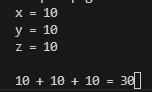 x = 10
y = 10
z = 10
10 + 10 + 10 = 30